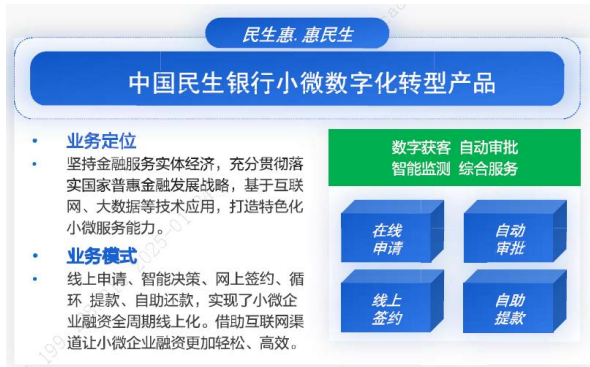 民生惠.惠民生
中国民生银行小微数字化转型产品
• 业务定位
• 坚持金融服务实体经济，充分贯彻落
实国家普惠金融发展战略，基于互联
网、大数据等技术应用，打造特色化
小微服务能力。
• 业务模式
• 线上申请、智能决策、网上签约、循
环 提款、自助还款，实现了小微企
业融资全周期线上化。借助互联网渠
道让小微企业融资更加轻松、高效。
数字获客 自动审批
智能监测 综合服务
在线
申请
自动
审批
线上
签约
自助
提款